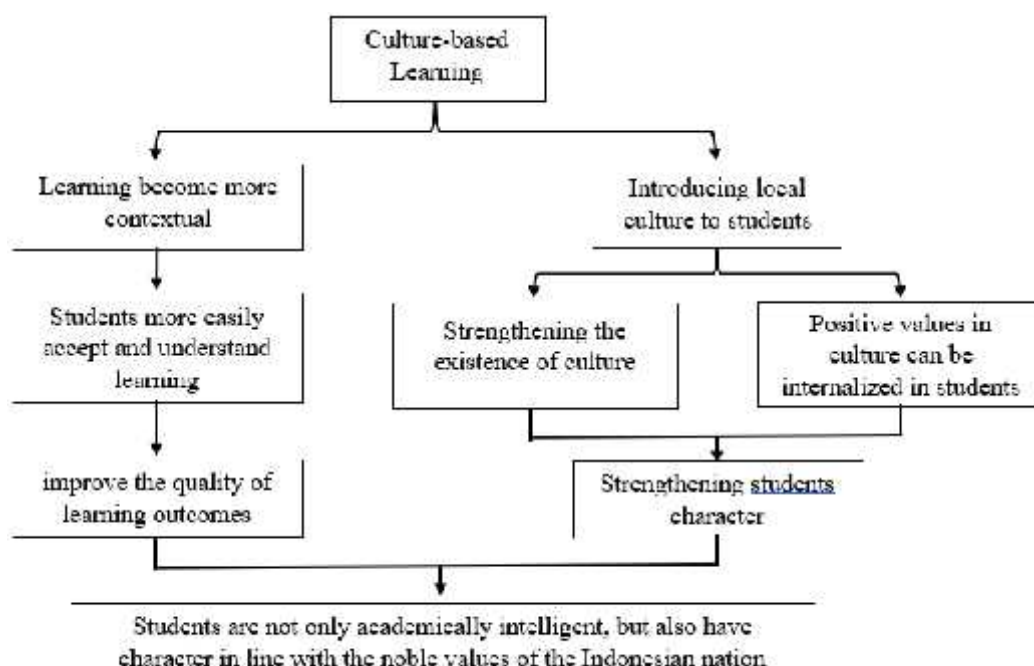 Culture-based
Learning
Learning become more
contextual
Introducing local
culture to students
Students more easily
accept and understand
learning
Strengthening the
existence of culture
Positive values in
culture can be
internalized in students
improve the quality of
learning outcomes
Strengthening students
character
Students are not only academically intelligent, but also have
character in line with the noble values of the Indonesian nation